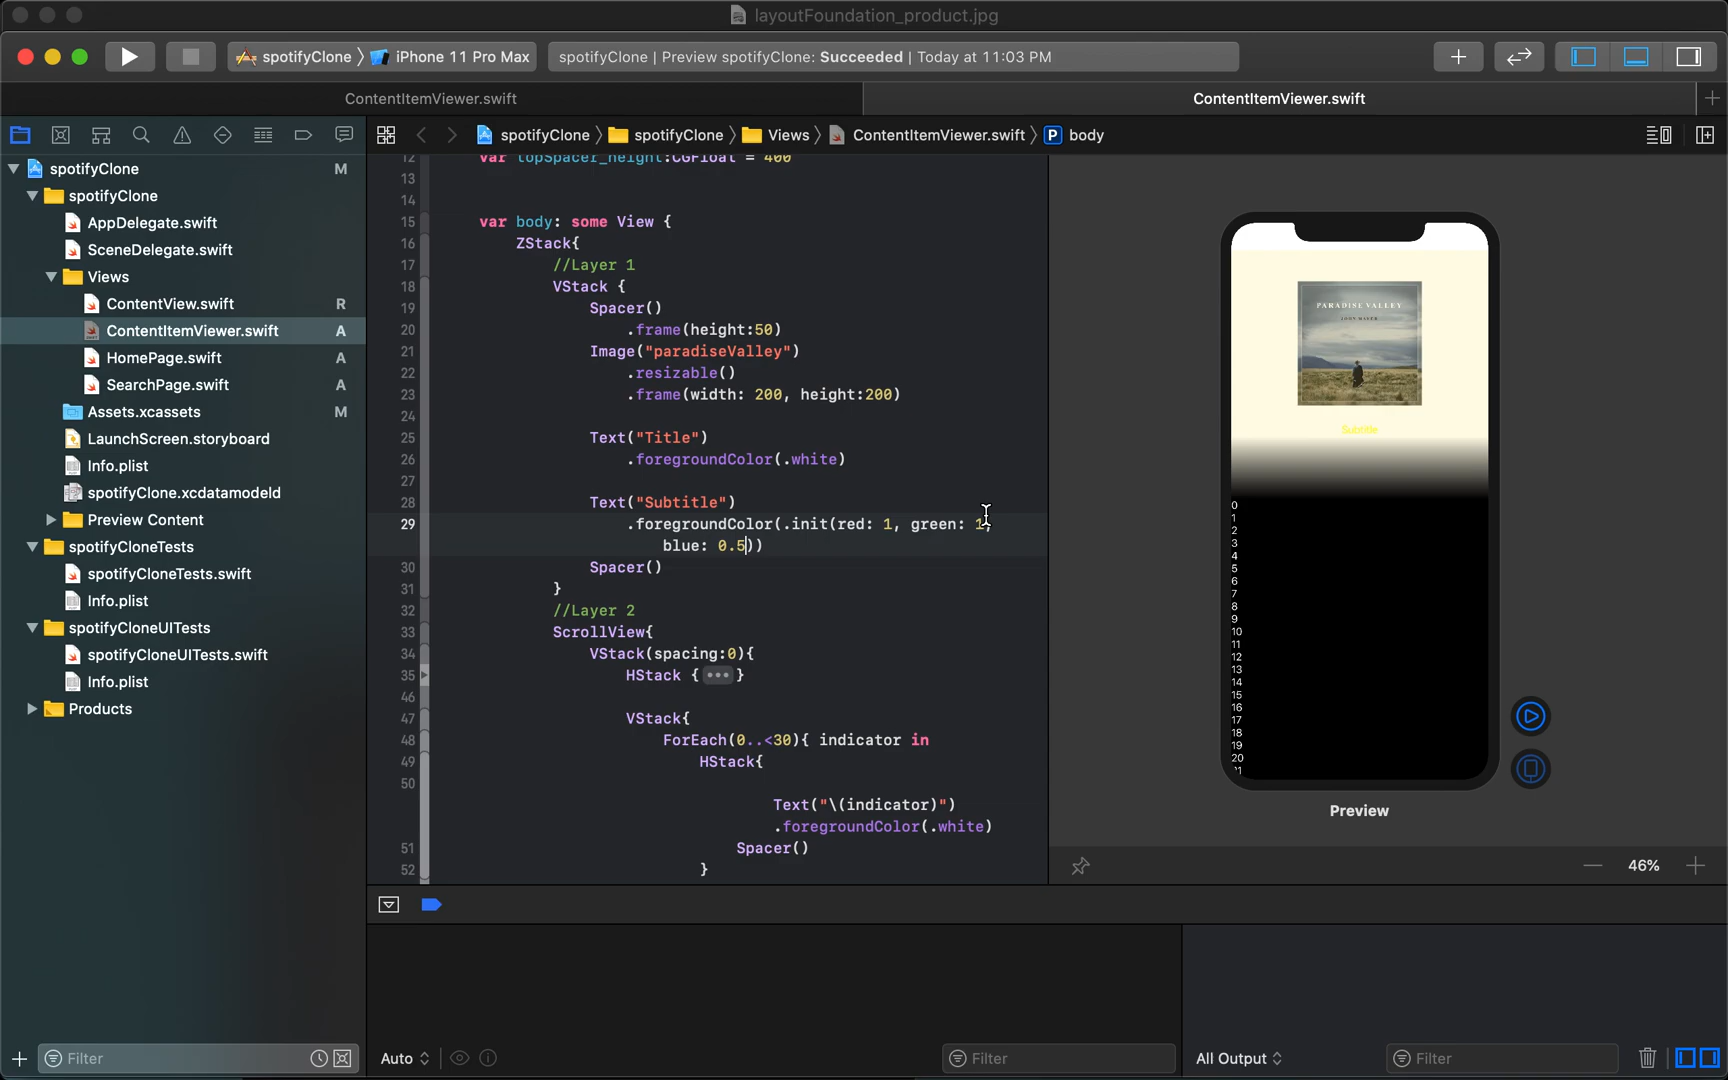 layoutFoundation_product.jpg
spotifyClone
iPhone 11 Pro Max
spotifyClone | Preview spotifyClone: Succeeded | Today at 11:03 PM
ContentItemViewer.swift
ContentItemViewer.swift
spotifyClone
spotifyClone
Views
ContentItemViewer.swift
P body
spotifyClone M
spotifyClone
AppDelegate.swift
SceneDelegate.swift
Views
ContentView.swift R
ContentItemViewer.swift A
HomePage.swift A
SearchPage.swift A
Assets.xcassets M
LaunchScreen.storyboard
Info.plist
spotifyClone.xcdatamodeld
Preview Content
spotifyCloneTests
spotifyCloneTests.swift
Info.plist
spotifyCloneUITests
spotifyCloneUITests.swift
Info.plist
Products
Filter
12 var topSpacer_height:CGFloat = 400
13
14
15 var body: some View {
16 ZStack{
17 //Layer 1
18 VStack {
19 Spacer()
20 .frame(height:50)
21 Image("paradiseValley")
22 .resizable()
23 .frame(width: 200, height:200)
24
25 Text("Title")
26 .foregroundColor(.white)
27
28 Text("Subtitle")
29 .foregroundColor(.init(red: 1, green: 1,
blue: 0.5))
30 Spacer()
31 }
32 //Layer 2
33 ScrollView{
34 VStack(spacing:0){
35 HStack {•••}
46
47 VStack{
48 ForEach(0..<30){ indicator in
49 HStack{
50
Text("\(indicator)")
.foregroundColor(.white)
51 Spacer()
52 }
PARADISE VALLEY
JOHN MAYER
Subtitle
0
1
2
3
4
5
6
7
8
9
10
11
12
13
14
15
16
17
18
19
20
21
Preview
46%
Auto
Filter
All Output
Filter